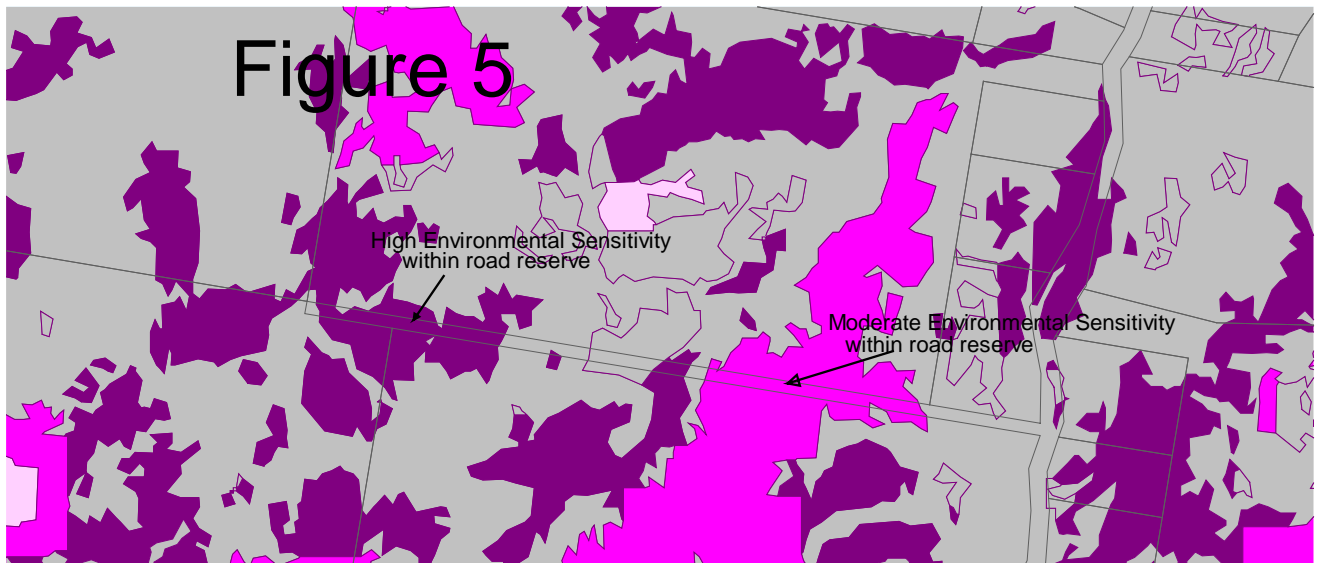 Figure 5
High Environmental Sensitivity
within road reserve
Moderate Environmental Sensitivity
within road reserve